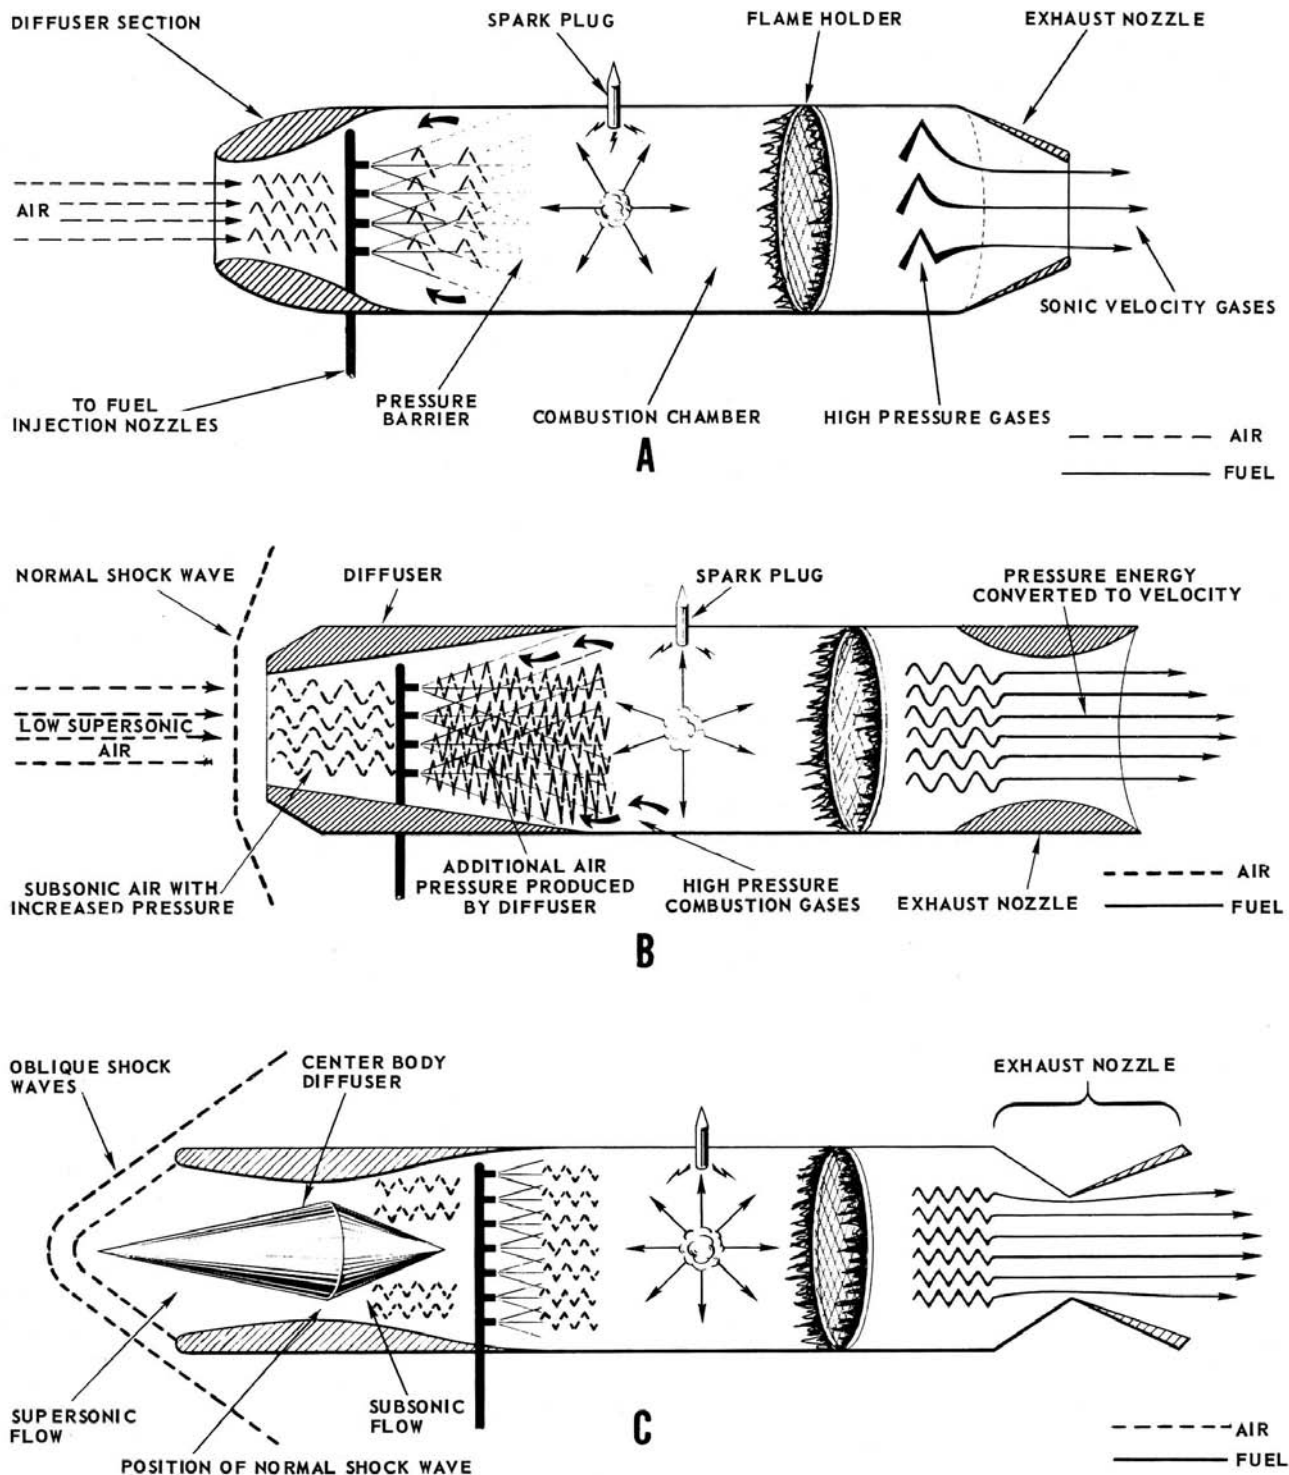 DIFFUSER SECTION
SPARK PLUG
FLAME HOLDER
EXHAUST NOZZLE
AIR
SONIC VELOCITY GASES
TO FUEL
INJECTION NOZZLES
PRESSURE
BARRIER
COMBUSTION CHAMBER
HIGH PRESSURE GASES
AIR
FUEL
A
NORMAL SHOCK WAVE
DIFFUSER
SPARK PLUG
PRESSURE ENERGY
CONVERTED TO VELOCITY
LOW SUPERSONIC
AIR
SUBSONIC AIR WITH
INCREASED PRESSURE
ADDITIONAL AIR
PRESSURE PRODUCED
BY DIFFUSER
HIGH PRESSURE
COMBUSTION GASES
EXHAUST NOZZLE
AIR
FUEL
B
OBLIQUE SHOCK
WAVES
CENTER BODY
DIFFUSER
EXHAUST NOZZLE
SUPERSONIC
FLOW
SUBSONIC
FLOW
POSITION OF NORMAL SHOCK WAVE
C
AIR
FUEL